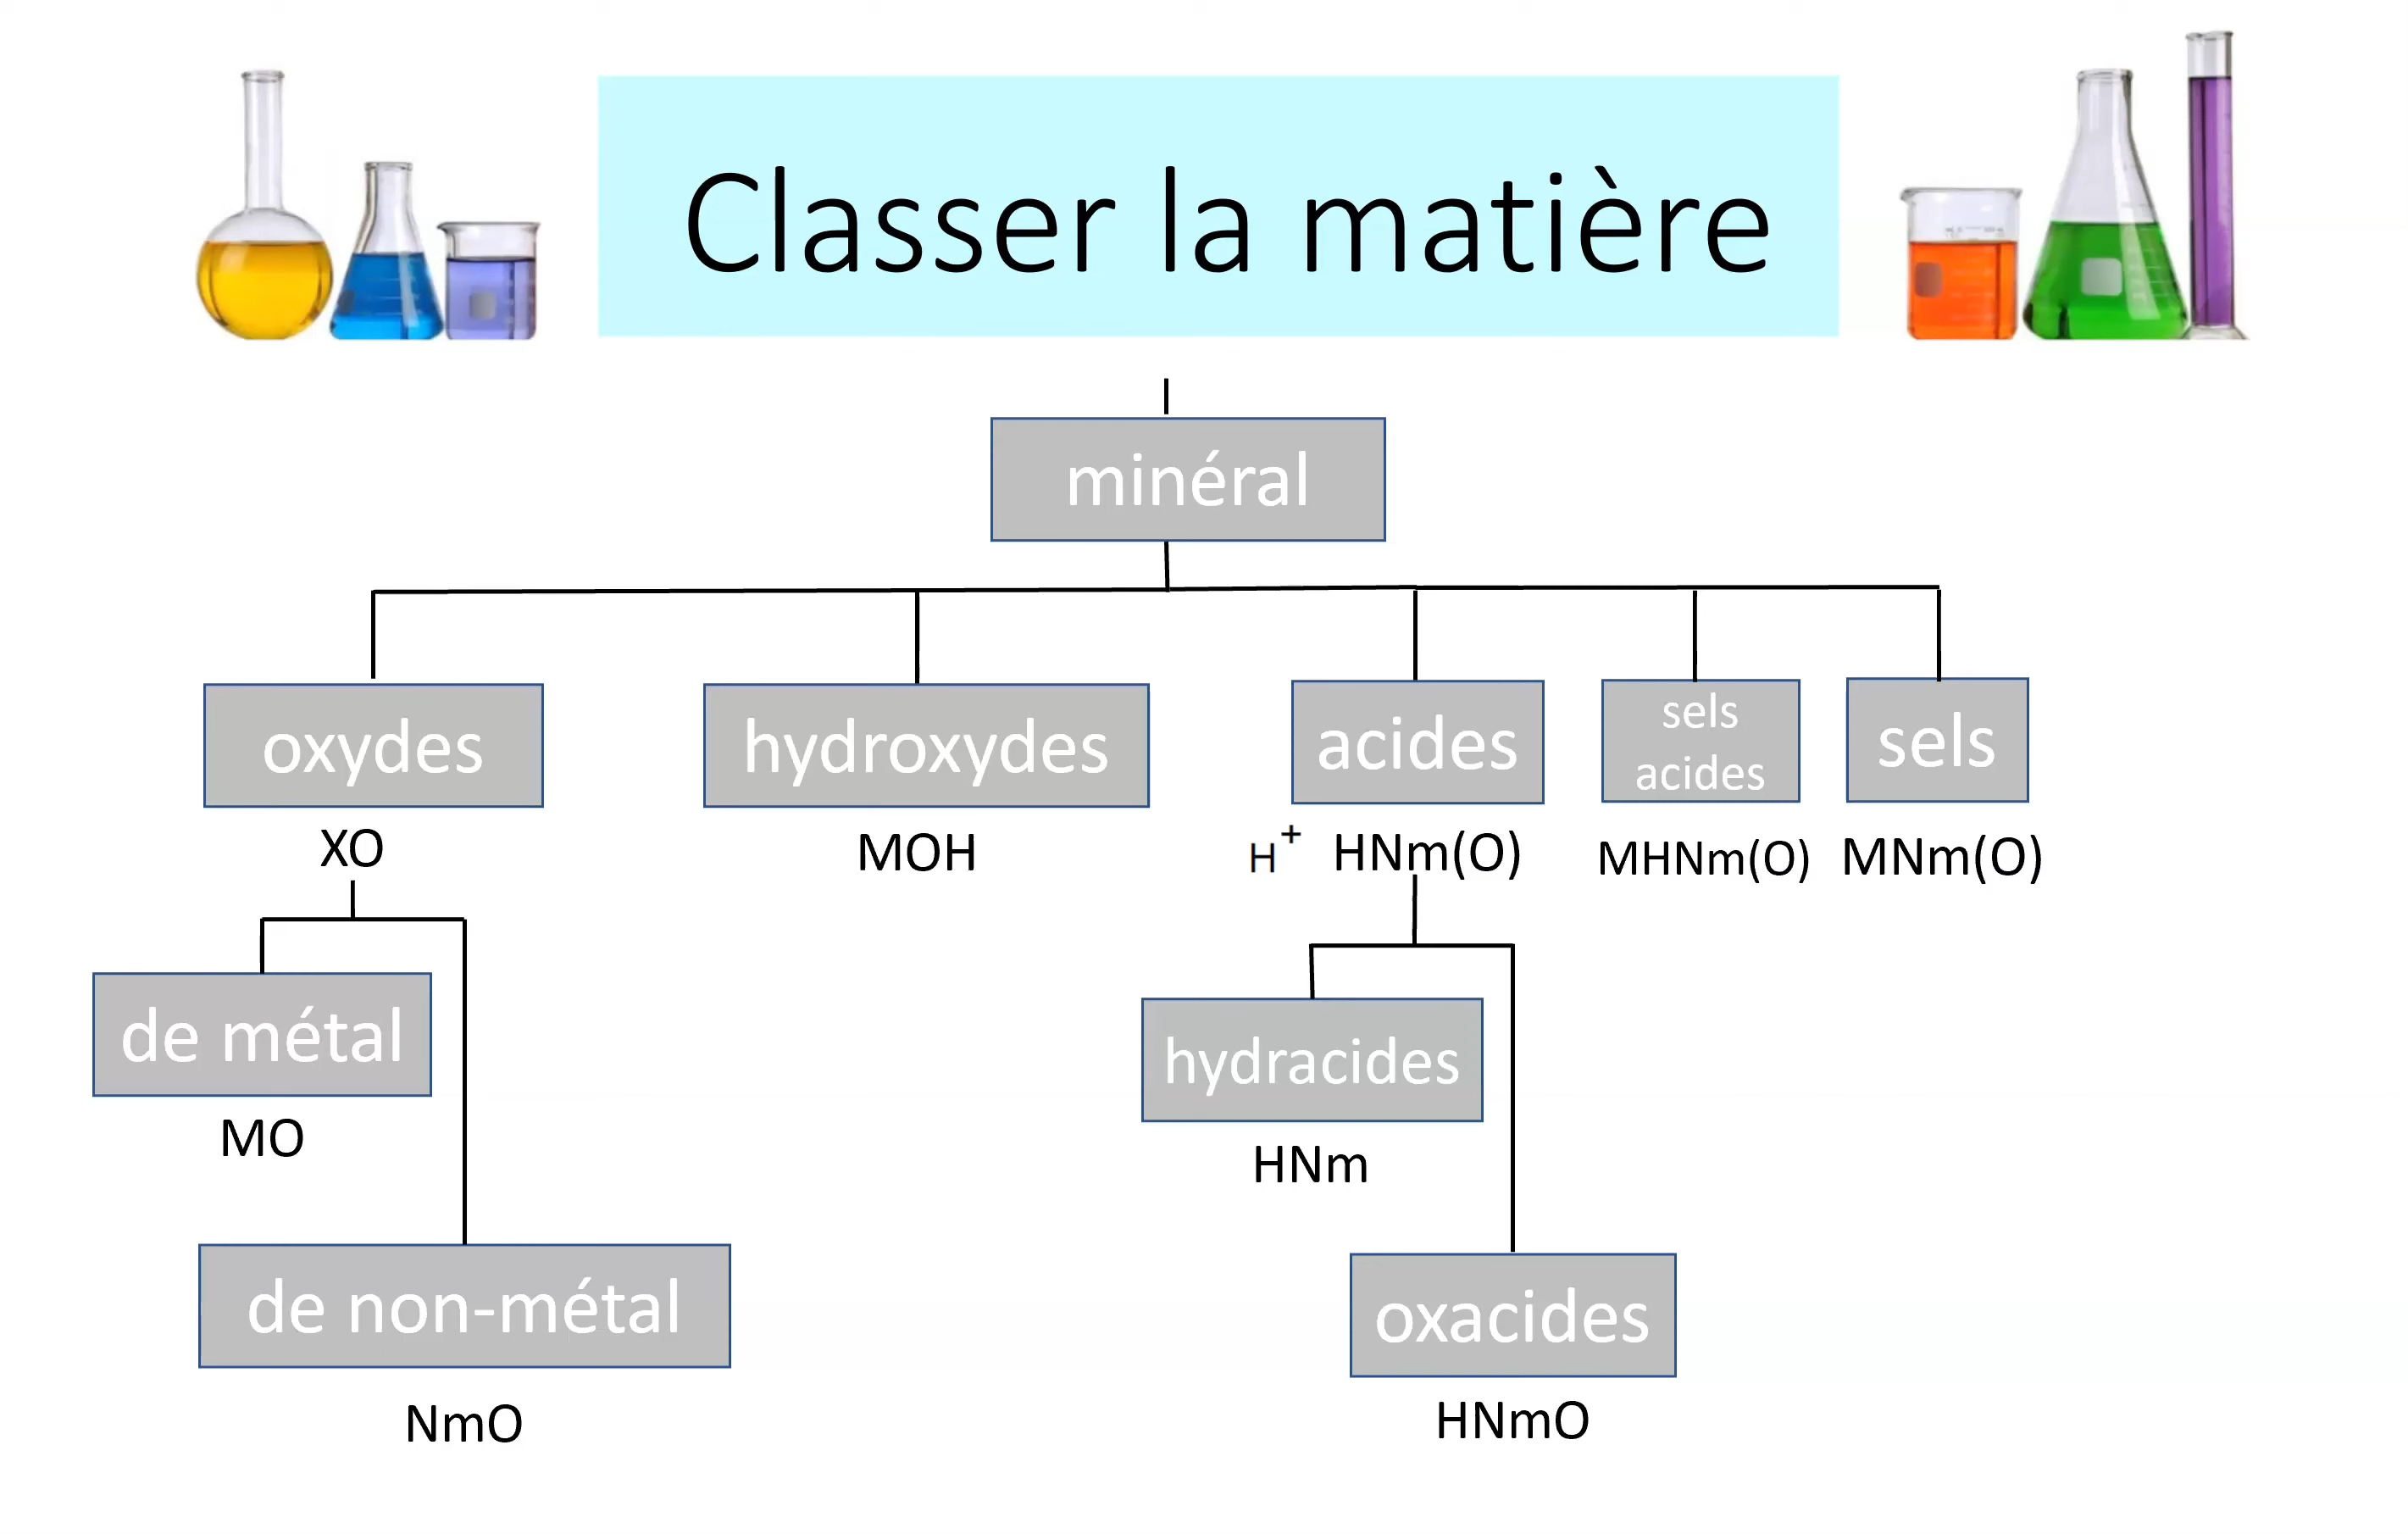 Classer la matière
minéral
oxydes
hydroxydes
acides
sels
acides
sels
XO
MOH
H+
HNm(O)
MHNm(O)
MNm(O)
de métal
MO
hydracides
HNm
de non-métal
NmO
oxacides
HNmO